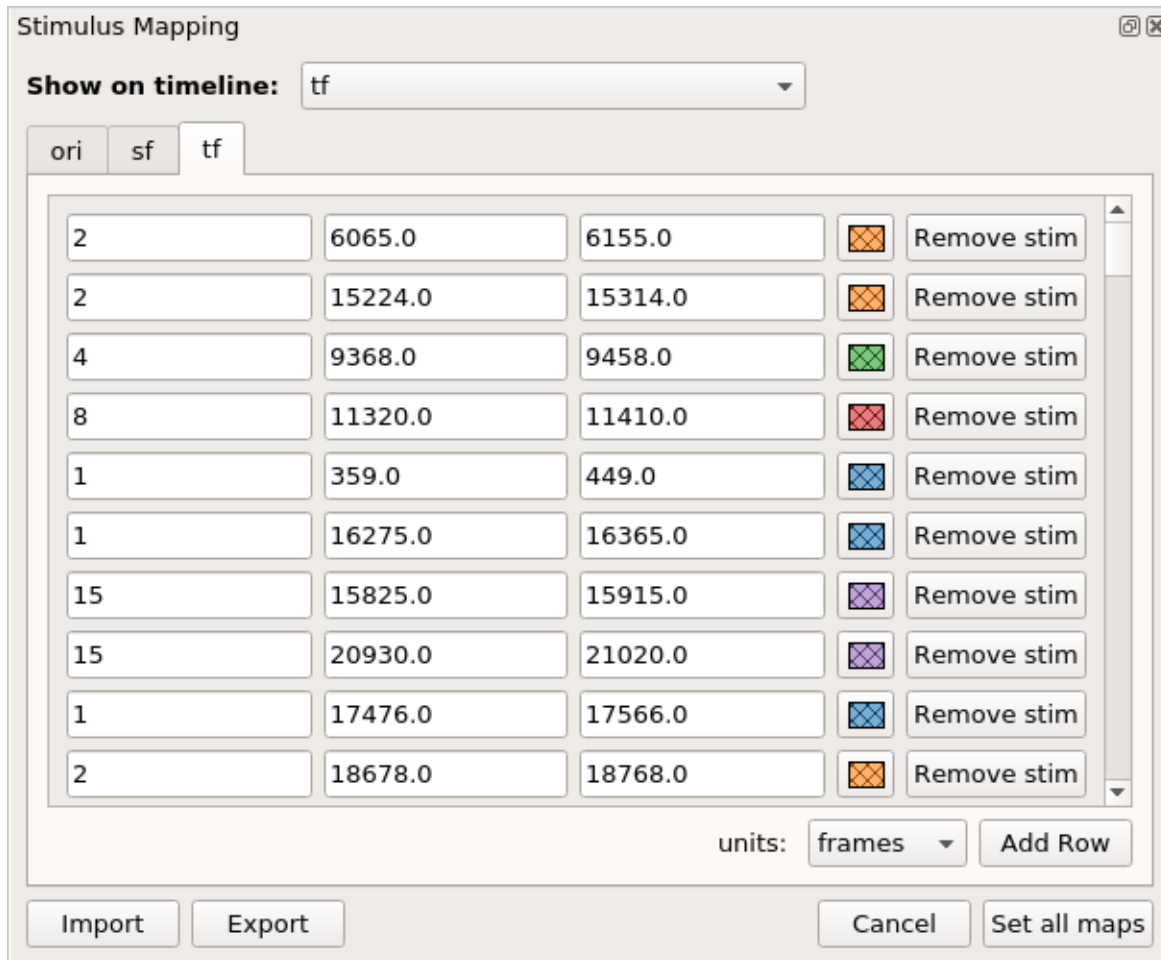 Stimulus Mapping
Show on timeline: tf
ori sf tf
2 6065.0 6155.0 Remove stim
2 15224.0 15314.0 Remove stim
4 9368.0 9458.0 Remove stim
8 11320.0 11410.0 Remove stim
1 359.0 449.0 Remove stim
1 16275.0 16365.0 Remove stim
15 15825.0 15915.0 Remove stim
15 20930.0 21020.0 Remove stim
1 17476.0 17566.0 Remove stim
2 18678.0 18768.0 Remove stim
units: frames Add Row
Import Export Cancel Set all maps